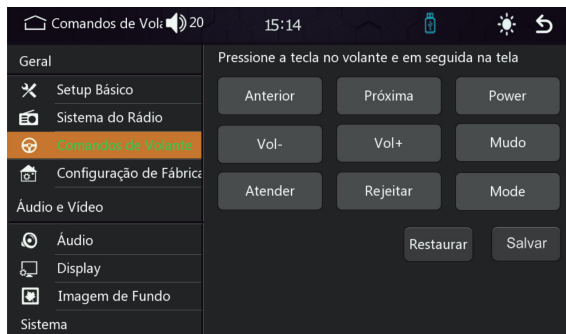 Comandos de Vola 20 15:14
Geral
Setup Básico
Sistema do Rádio
Comandos de Volante
Configuração de Fábrica
Áudio e Vídeo
Áudio
Display
Imagem de Fundo
Sistema
Pressione a tecla no volante e em seguida na tela
Anterior Próxima Power
Vol- Vol+ Mudo
Atender Rejeitar Mode
Restaurar Salvar